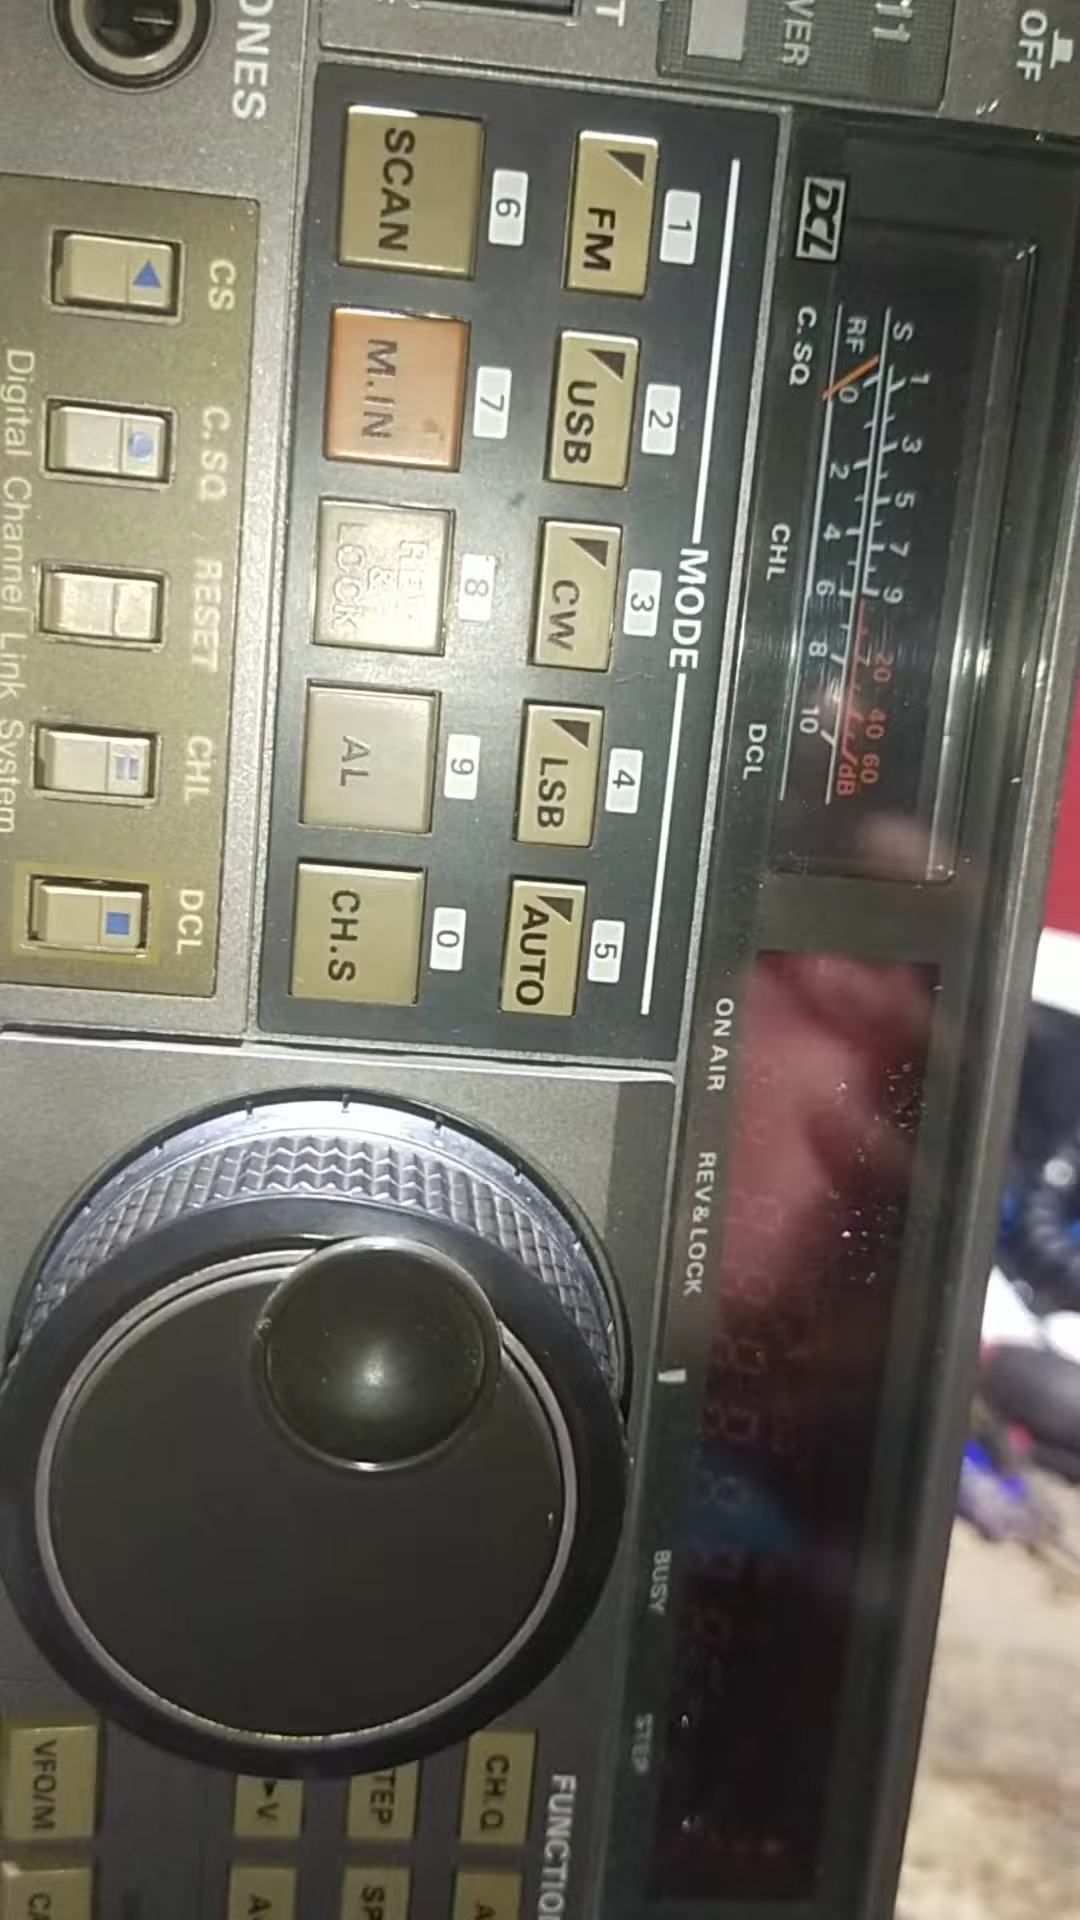 OFF
DCL
S 1 3 5 7 9 20 40 60 dB
RF 0 2 4 6 8 10
C.SQ CHL DCL
ON AIR REV&LOCK BUSY STEP
MODE
1 2 3 4 5
FM USB CW LSB AUTO
6 7 8 9 0
SCAN M.IN REV & LOCK AL CH.S
CS C.SQ RESET CHL DCL
Digital Channel Link System
CH.Q
VFO/M